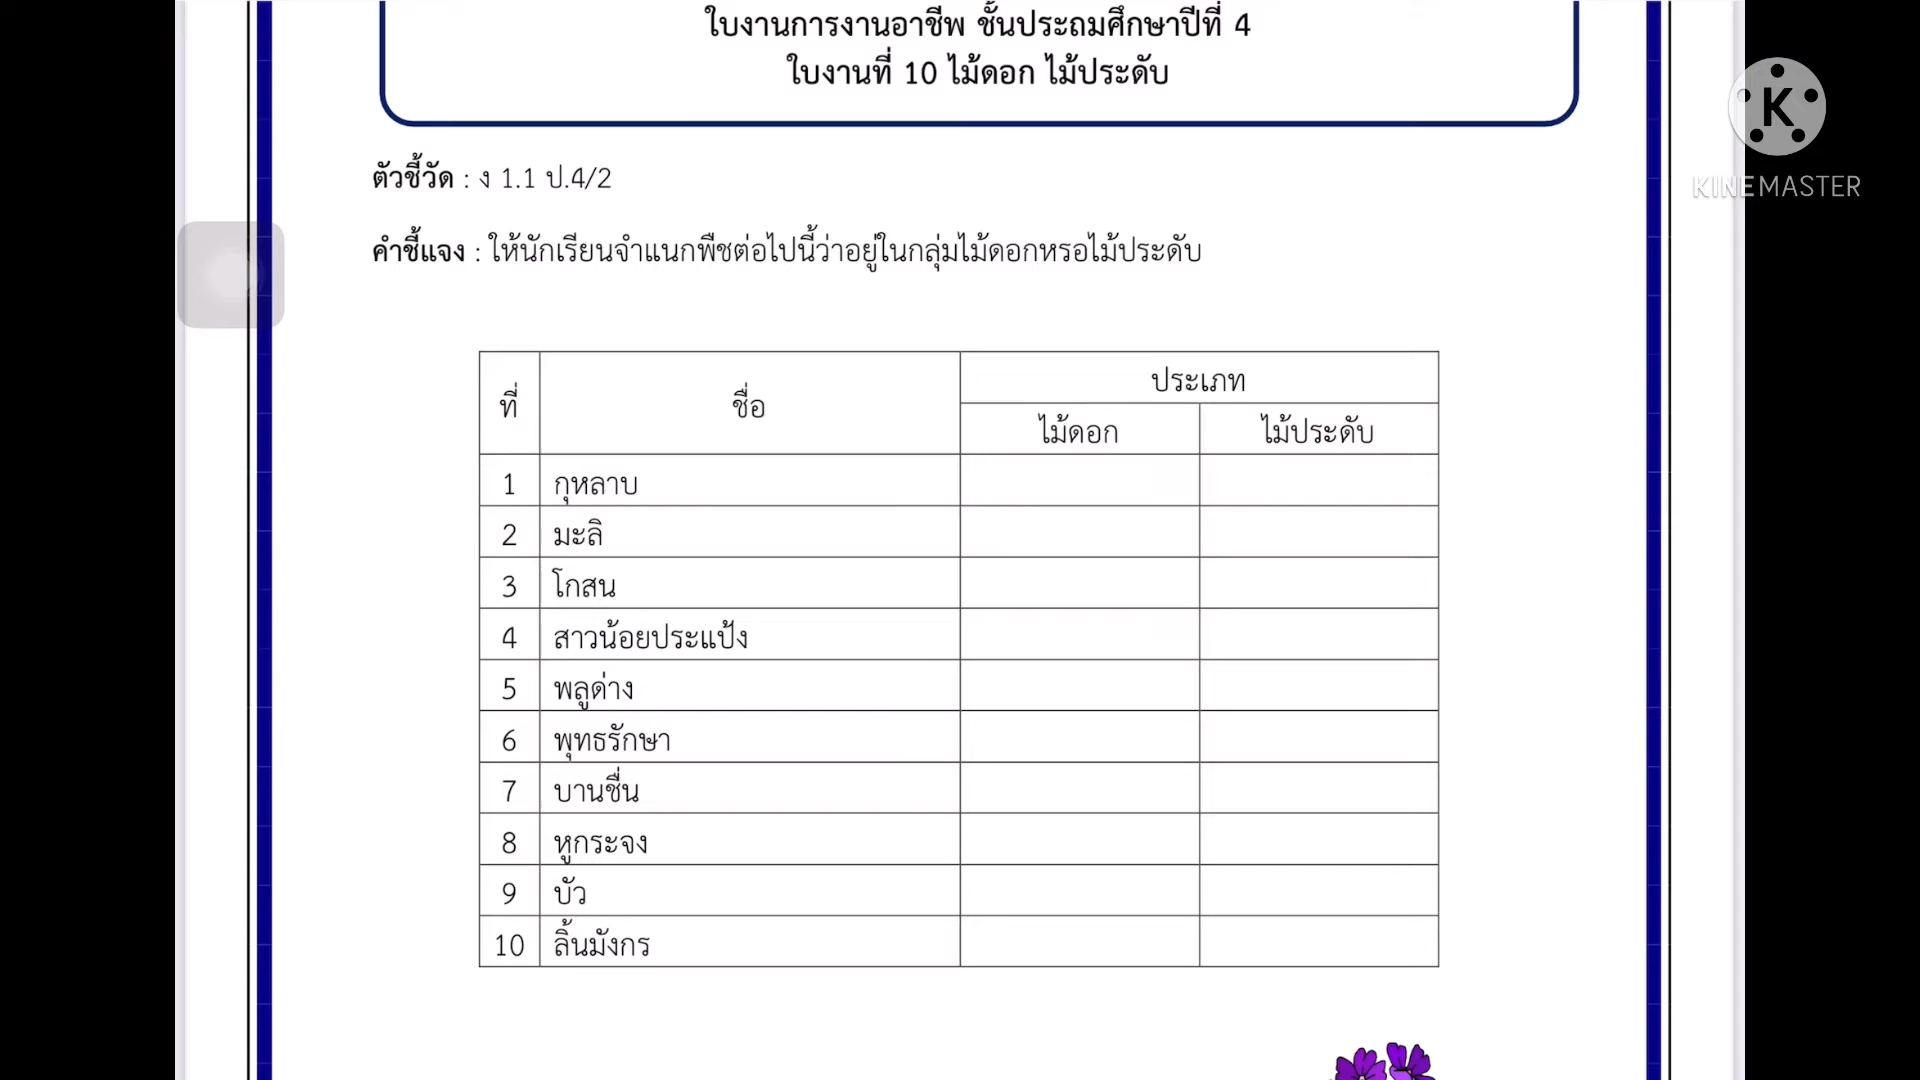 ใบงานการงานอาชีพ ชั้นประถมศึกษาปีที่ 4
ใบงานที่ 10 ไม้ดอก ไม้ประดับ
K
KINEMASTER
ตัวชี้วัด : ง 1.1 ป.4/2
คำชี้แจง : ให้นักเรียนจำแนกพืชต่อไปนี้ว่าอยู่ในกลุ่มไม้ดอกหรอไม้ประดับ
ที่ ชื่อ ประเภท
ไม้ดอก ไม้ประดับ
1 กุหลาบ
2 มะลิ
3 โกสน
4 สาวน้อยประแป้ง
5 พลูด่าง
6 พุทธรักษา
7 บานชื่น
8 หูกระจง
9 บัว
10 ลิ้นมังกร